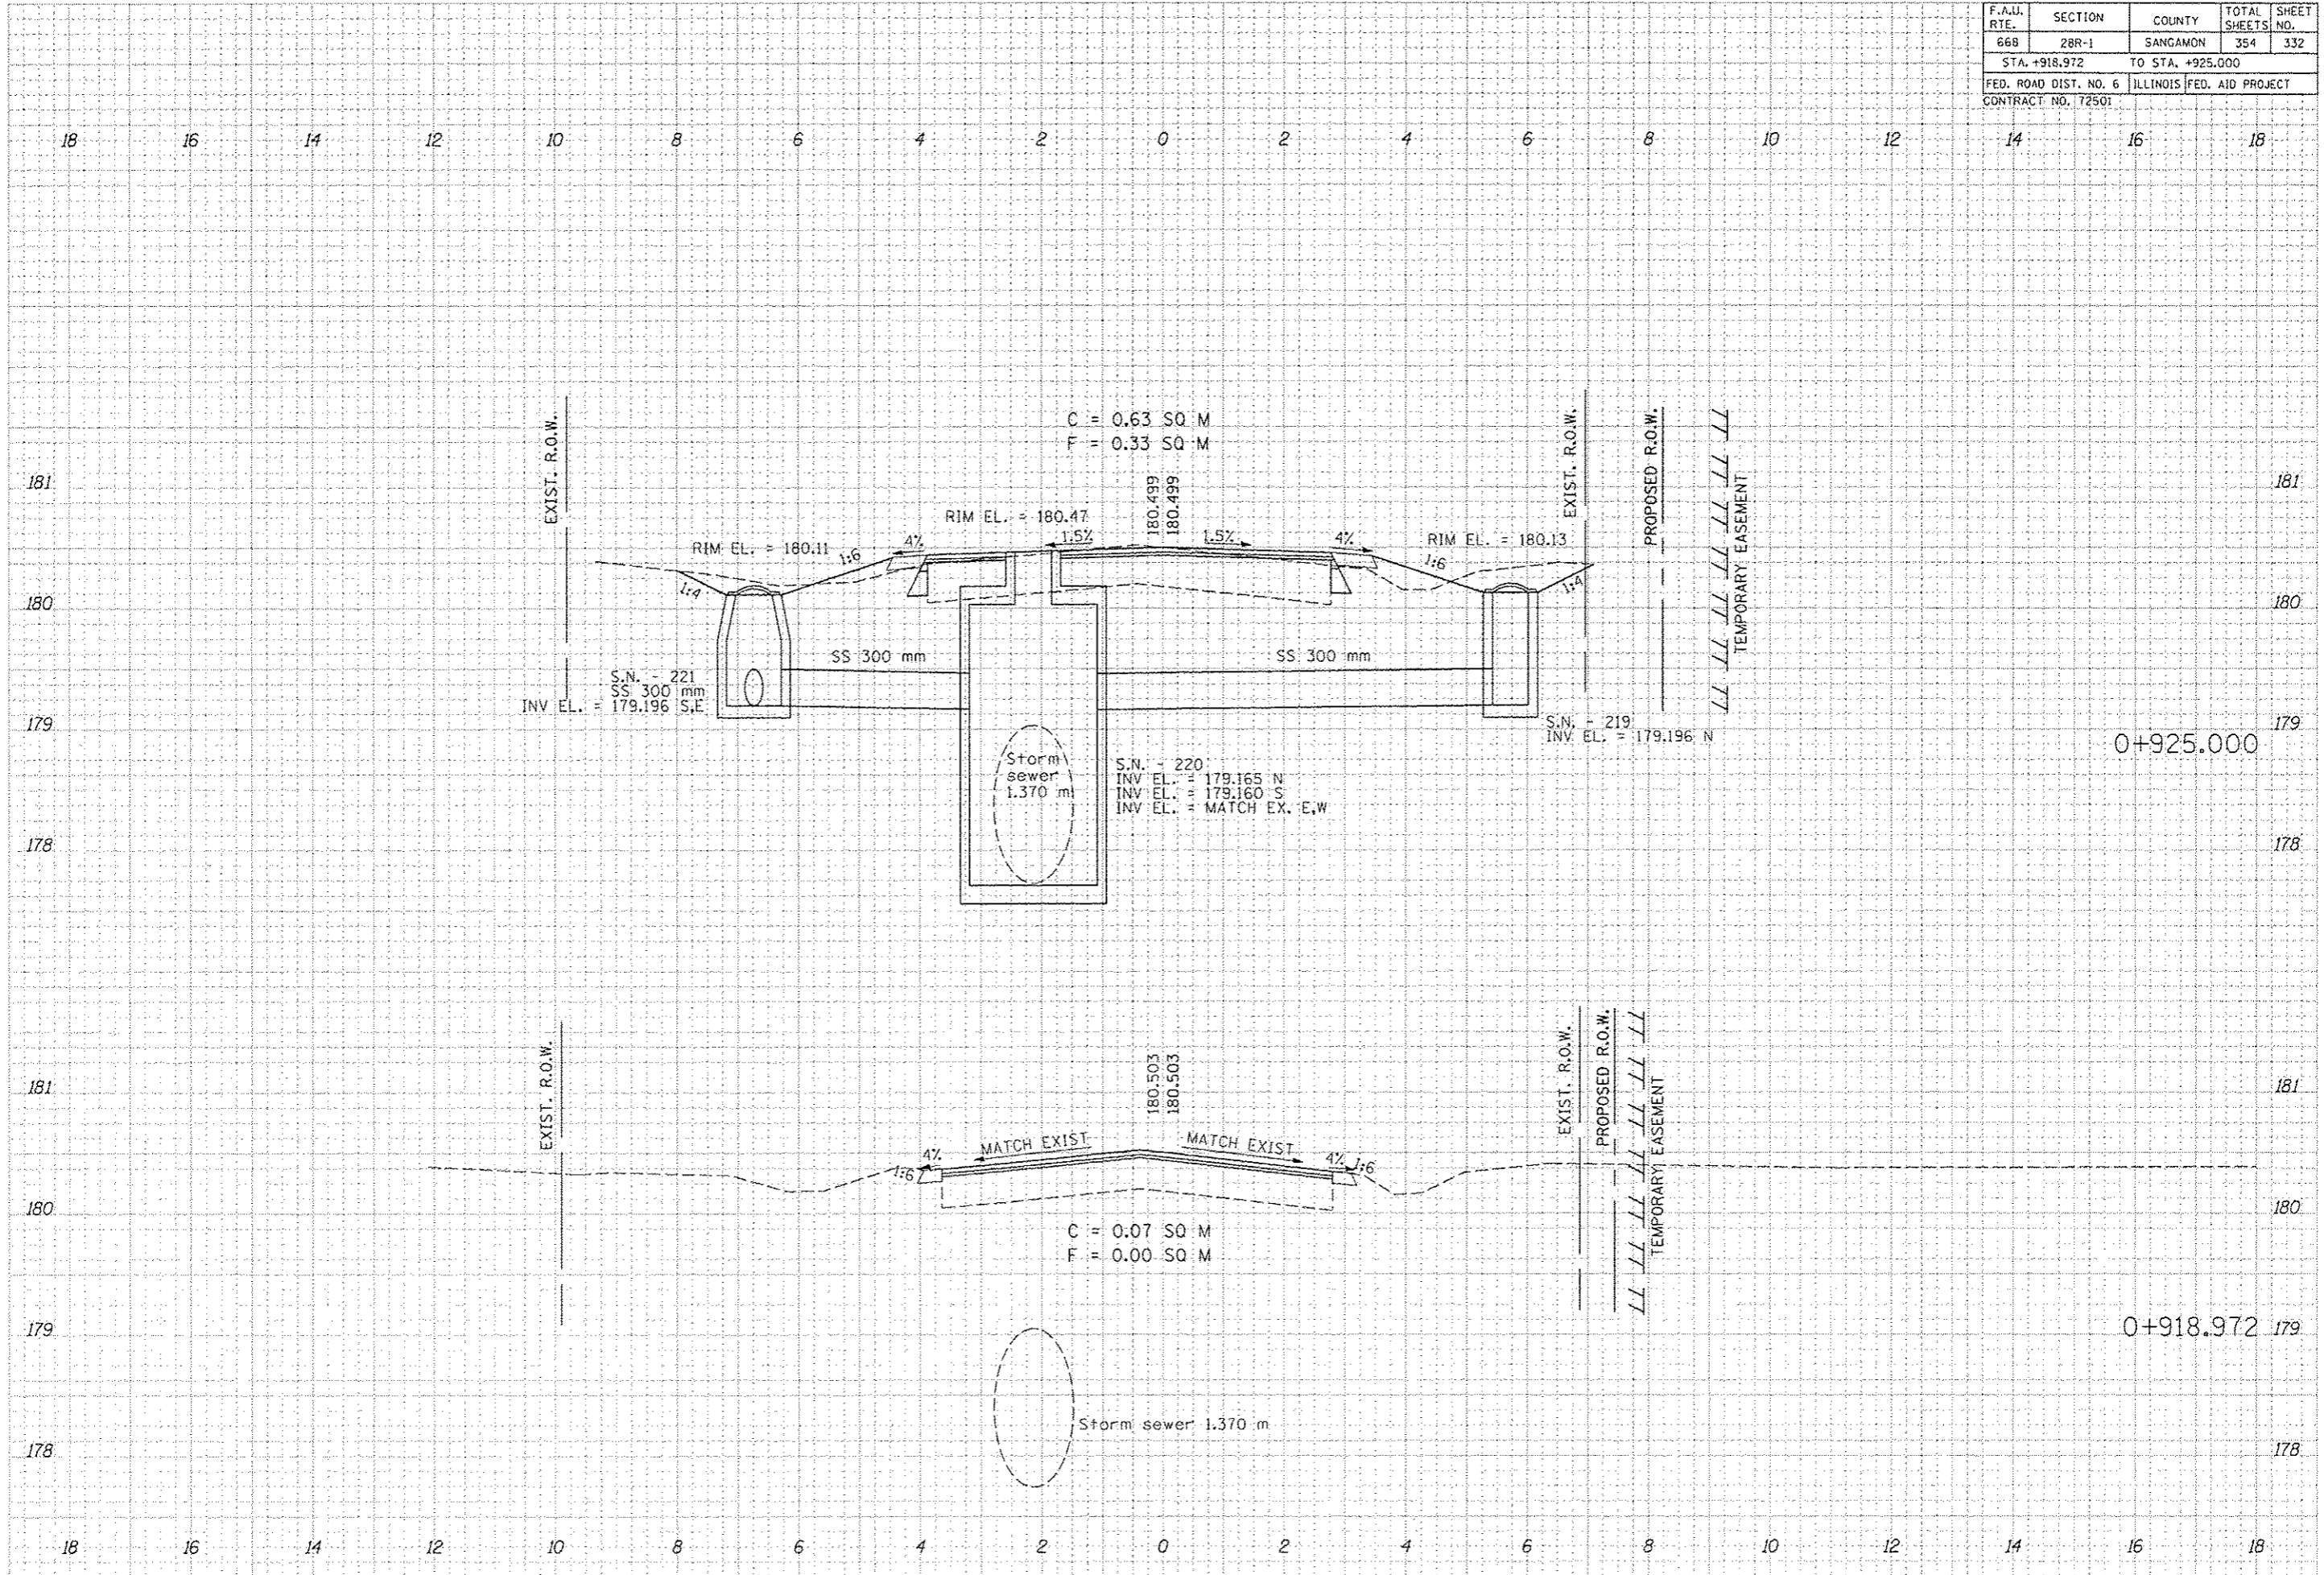 F.A.U. RTE. SECTION COUNTY TOTAL SHEETS SHEET NO.
668 28R-1 SANGAMON 354 332
STA. +918.972 TO STA. +925.000
FED. ROAD DIST. NO. 6 ILLINOIS FED. AID PROJECT
CONTRACT NO. 72501
18 16 14 12 10 8 6 4 2 0 2 4 6 8 10 12 14 16 18
EXIST. R.O.W.
C = 0.63 SQ M
F = 0.33 SQ M
EXIST. R.O.W.
PROPOSED R.O.W.
TEMPORARY EASEMENT
181 181
180.499
180.499
RIM EL. = 180.47
RIM EL. = 180.11 1:6 4% 1.5% 1.5% 4% RIM EL. = 180.13
1:6
1:4 1:4
180 180
SS 300 mm SS 300 mm
S.N. - 221
SS 300 mm
INV EL. = 179.196 S,E
179 179
S.N. - 219
INV EL. = 179.196 N
0+925.000
Storm
sewer
1.370 m
S.N. - 220
INV EL. = 179.165 N
INV EL. = 179.160 S
INV EL. = MATCH EX. E,W
178 178
EXIST. R.O.W.
180.503
180.503
EXIST. R.O.W.
PROPOSED R.O.W.
TEMPORARY EASEMENT
181 181
4% MATCH EXIST MATCH EXIST 4%
1:6 1:6
180 180
C = 0.07 SQ M
F = 0.00 SQ M
179 0+918.972 179
Storm sewer 1.370 m
178 178
18 16 14 12 10 8 6 4 2 0 2 4 6 8 10 12 14 16 18